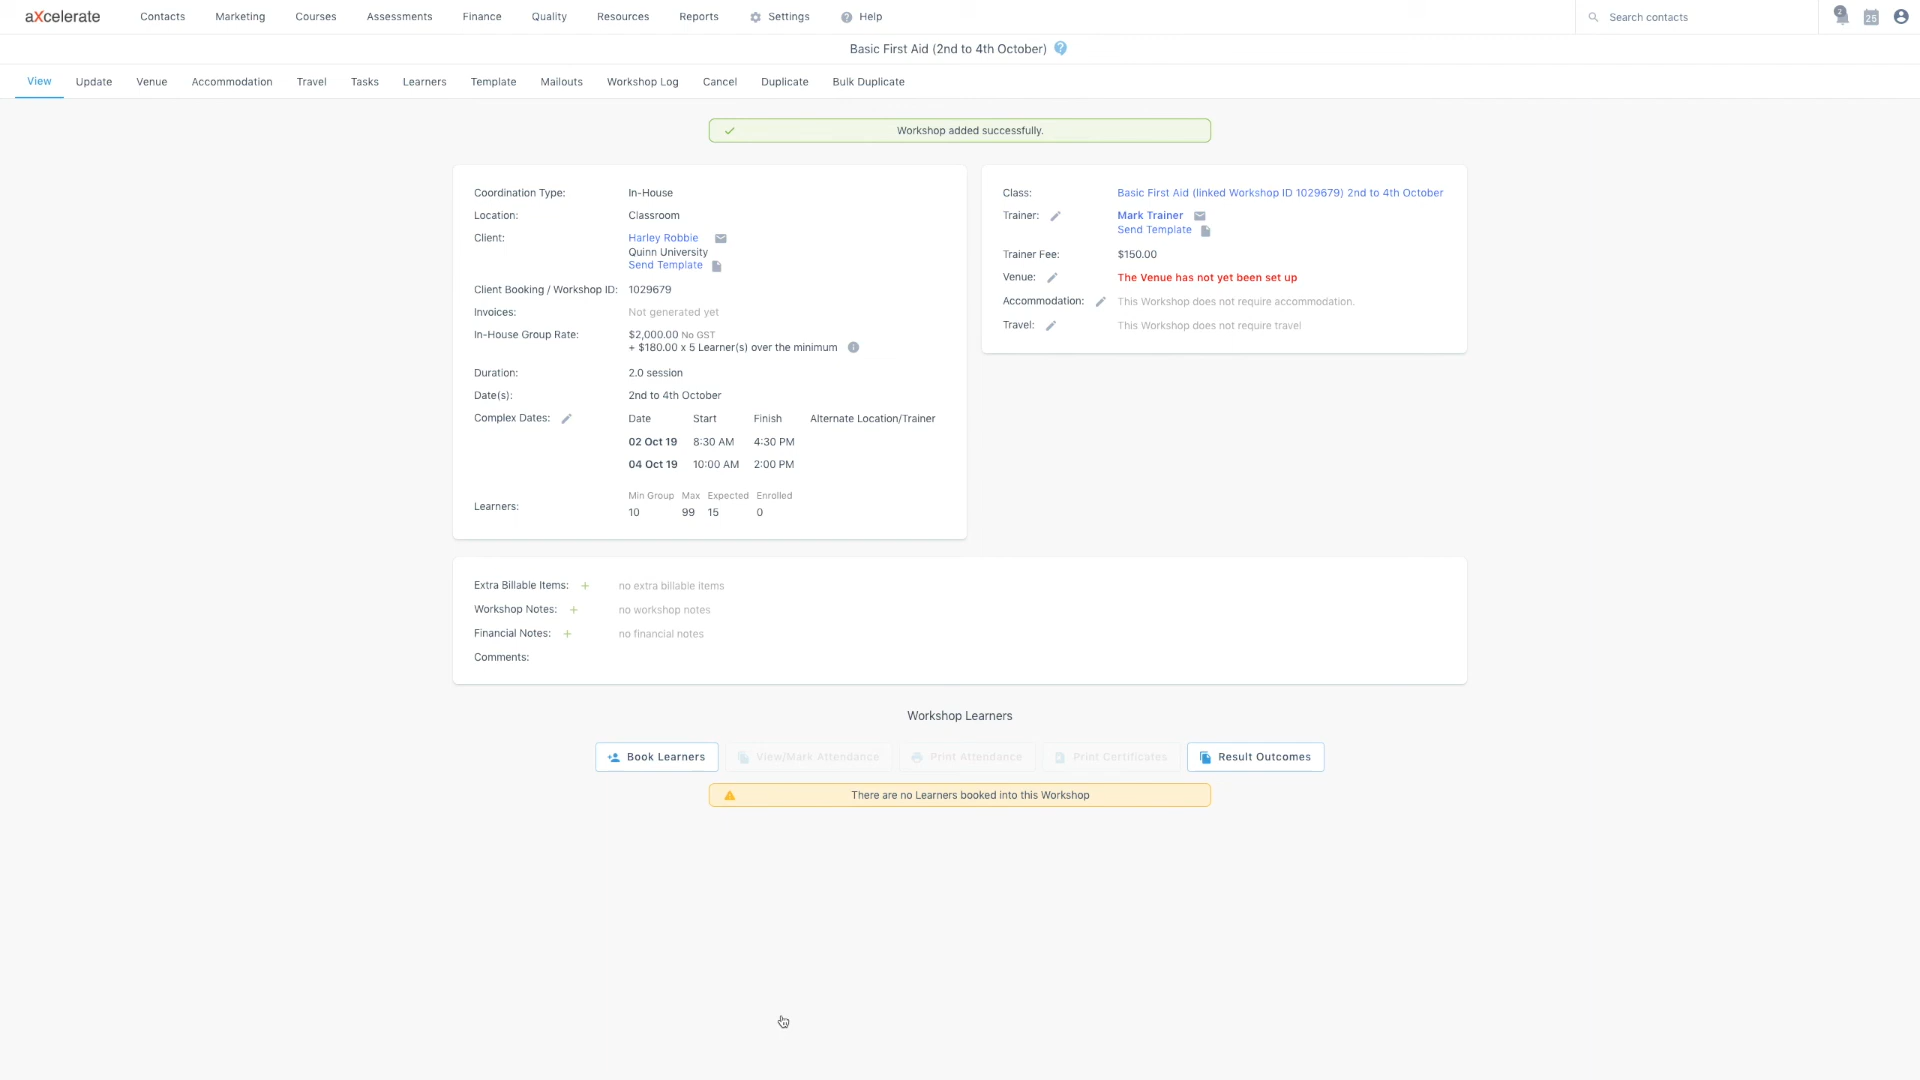 aXcelerate Contacts Marketing Courses Assessments Finance Quality Resources Reports Settings Help Search contacts 2 25
Basic First Aid (2nd to 4th October)
View Update Venue Accommodation Travel Tasks Learners Template Mailouts Workshop Log Cancel Duplicate Bulk Duplicate
Workshop added successfully.
Coordination Type: In-House
Location: Classroom
Client: Harley Robbie
Quinn University
Send Template
Client Booking / Workshop ID: 1029679
Invoices: Not generated yet
In-House Group Rate: $2,000.00 No GST
+ $180.00 x 5 Learner(s) over the minimum
Duration: 2.0 session
Date(s): 2nd to 4th October
Complex Dates: Date Start Finish Alternate Location/Trainer
02 Oct 19 8:30 AM 4:30 PM
04 Oct 19 10:00 AM 2:00 PM
Min Group Max Expected Enrolled
Learners: 10 99 15 0
Class: Basic First Aid (linked Workshop ID 1029679) 2nd to 4th October
Trainer: Mark Trainer
Send Template
Trainer Fee: $150.00
Venue: The Venue has not yet been set up
Accommodation: This Workshop does not require accommodation.
Travel: This Workshop does not require travel
Extra Billable Items: + no extra billable items
Workshop Notes: + no workshop notes
Financial Notes: + no financial notes
Comments:
Workshop Learners
Book Learners View/Mark Attendance Print Attendance Print Certificates Result Outcomes
There are no Learners booked into this Workshop